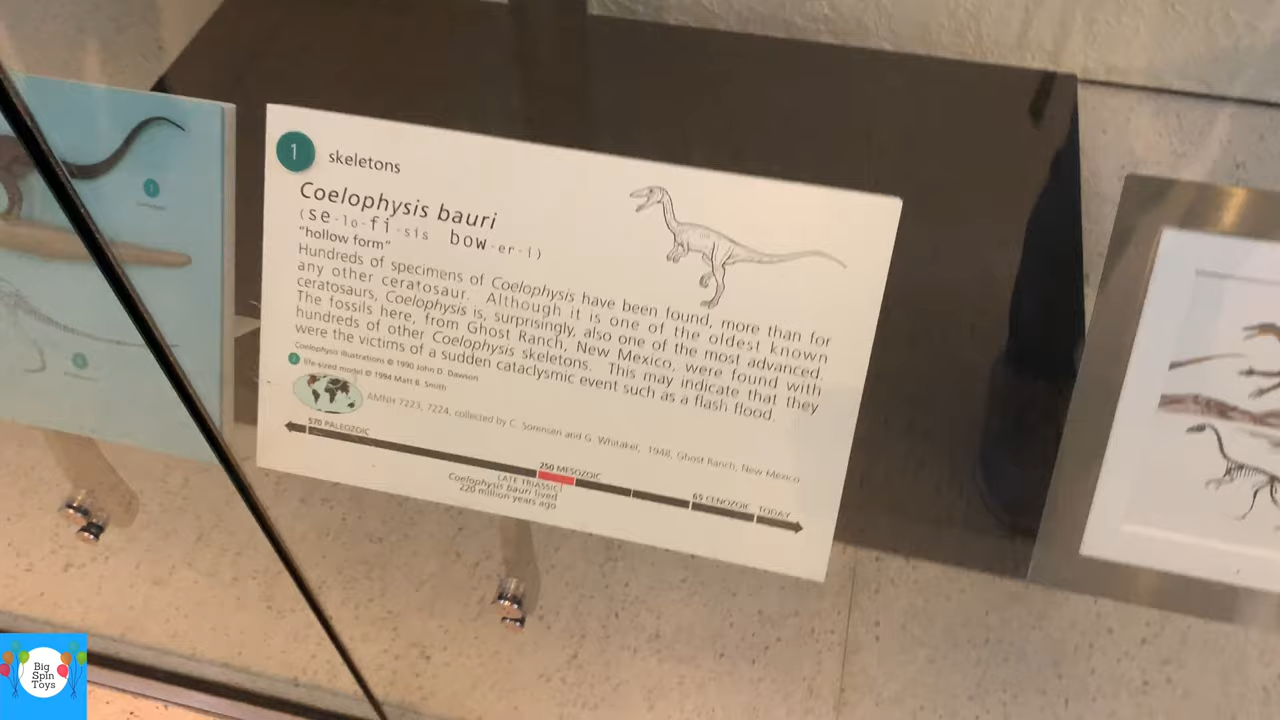 1 skeletons
Coelophysis bauri
(se-lo-fi-sis bow-er-i)
"hollow form"
Hundreds of specimens of Coelophysis have been found, more than for
any other ceratosaur. Although it is one of the oldest known
ceratosaurs, Coelophysis is, surprisingly, also one of the most advanced.
The fossils here, from Ghost Ranch, New Mexico, were found with
hundreds of other Coelophysis skeletons. This may indicate that they
were the victims of a sudden cataclysmic event such as a flash flood.
Coelophysis illustrations © 1990 John D. Dawson
life-sized model © 1994 Matt B. Smith
AMNH 7223, 7224, collected by C. Sorensen and G. Whitaker, 1948, Ghost Ranch, New Mexico
570 PALEOZOIC
250 MESOZOIC
65 CENOZOIC TODAY
LATE TRIASSIC
Coelophysis bauri lived
220 million years ago
Big
Spin
Toys